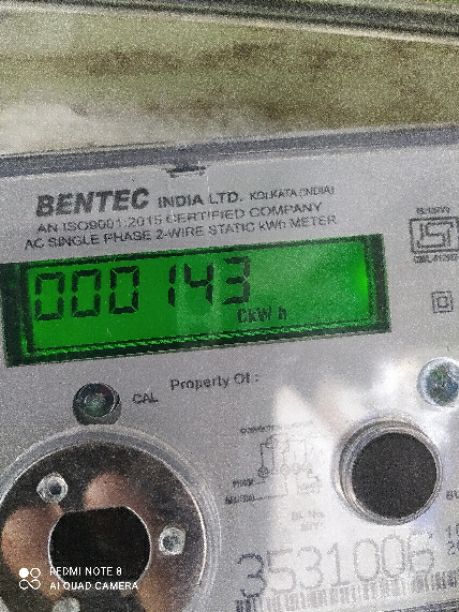 BENTEC INDIA LTD. KOLKATA (INDIA)
AN ISO9001:2015 CERTIFIED COMPANY
AC SINGLE PHASE 2-WIRE STATIC kWh METER
000143
CkWh
CAL
Property Of :
3531006
REDMI NOTE 8
AI QUAD CAMERA